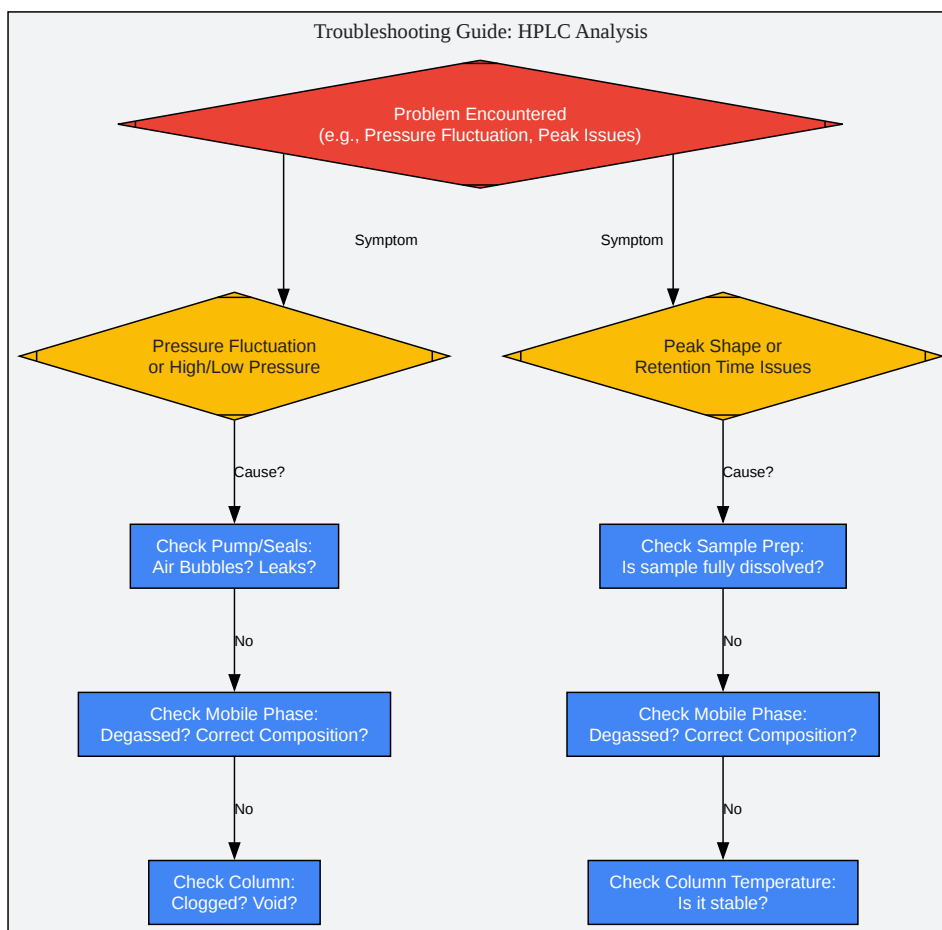 Troubleshooting Guide: HPLC Analysis
Problem Encountered
(e.g., Pressure Fluctuation, Peak Issues)
Symptom
Symptom
Pressure Fluctuation
or High/Low Pressure
Peak Shape or
Retention Time Issues
Cause?
Cause?
Check Pump/Seals:
Air Bubbles? Leaks?
Check Sample Prep:
Is sample fully dissolved?
No
No
Check Mobile Phase:
Degassed? Correct Composition?
Check Mobile Phase:
Degassed? Correct Composition?
No
No
Check Column:
Clogged? Void?
Check Column Temperature:
Is it stable?